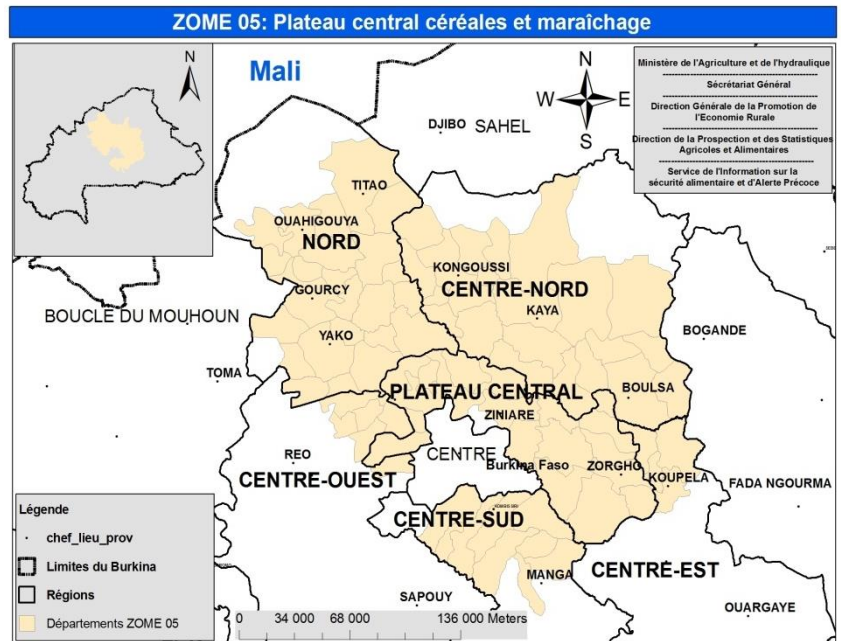 ZOME 05: Plateau central céréales et maraîchage
N
Mali
N
W E
S
Ministère de l'Agriculture et de l'hydraulique
Sécrétariat Général
Direction Générale de la Promotion de
l'Economie Rurale
Direction de la Prospection et des Statistiques
Agricoles et Alimentaires
Service de l'Information sur la
sécurité alimentaire et d'Alerte Précoce
DJIBO SAHEL
TITAO
OUAHIGOUYA
NORD
KONGOUSSI
CENTRE-NORD
GOURCY
KAYA
BOUCLE DU MOUHOUN
BOGANDE
YAKO
TOMA
PLATEAU CENTRAL
BOULSA
ZINIARE
REO
CENTRE
Burkina Faso
ZORGHO
CENTRE-OUEST
KOUPELA
FADA NGOURMA
CENTRE-SUD
MANGA
CENTRE-EST
SAPOUY
OUARGAYE
Légende
chef_lieu_prov
Limites du Burkina
Régions
Départements ZOME 05
0 34 000 68 000 136 000 Meters